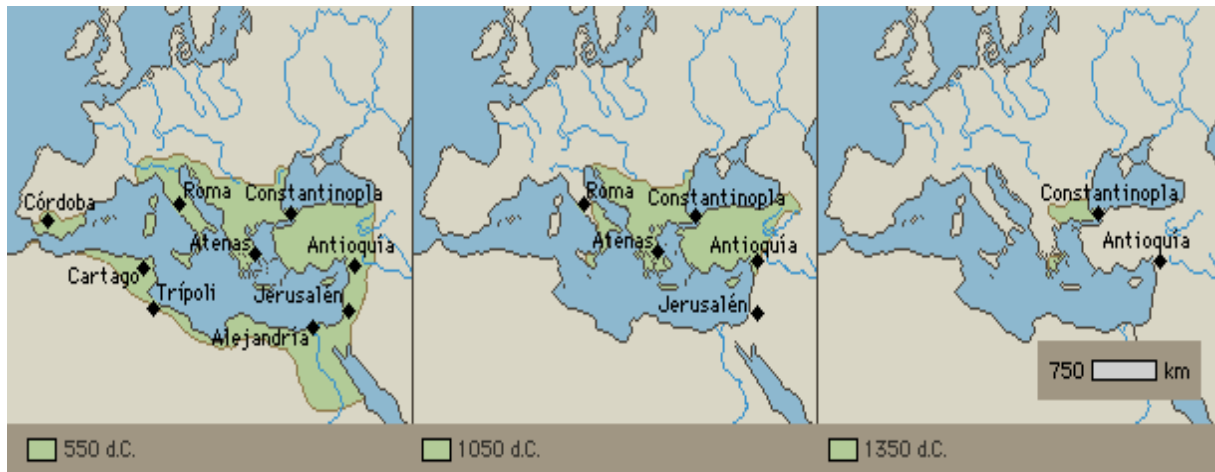 Córdoba
Roma
Constantinopla
Atenas
Antioquía
Cartago
Trípoli
Jerusalén
Alejandría
550 d.C.
Roma
Constantinopla
Atenas
Antioquía
Jerusalén
1050 d.C.
Constantinopla
Antioquía
750 km
1350 d.C.